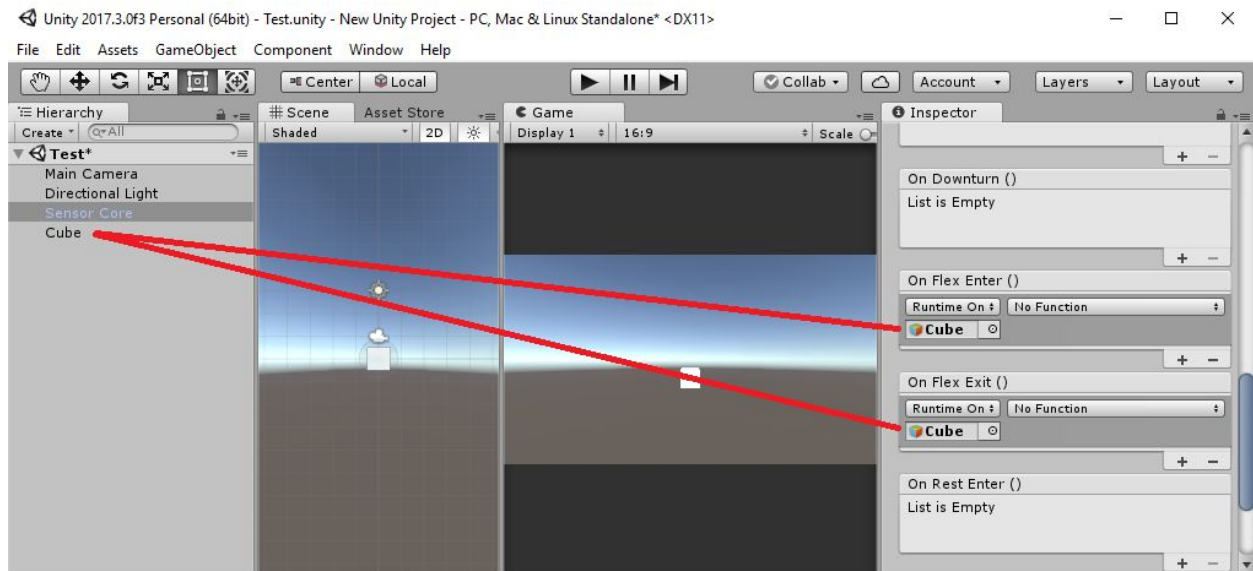 Unity 2017.3.0f3 Personal (64bit) - Test.unity - New Unity Project - PC, Mac & Linux Standalone* <DX11>
File Edit Assets GameObject Component Window Help
Center Local Collab Account Layers Layout
Hierarchy
Create All
Test*
Main Camera
Directional Light
Sensor Core
Cube
Scene Asset Store
Shaded 2D
Game
Display 1 16:9 Scale
Inspector
On Downturn ()
List is Empty
On Flex Enter ()
Runtime On No Function
Cube
On Flex Exit ()
Runtime On No Function
Cube
On Rest Enter ()
List is Empty